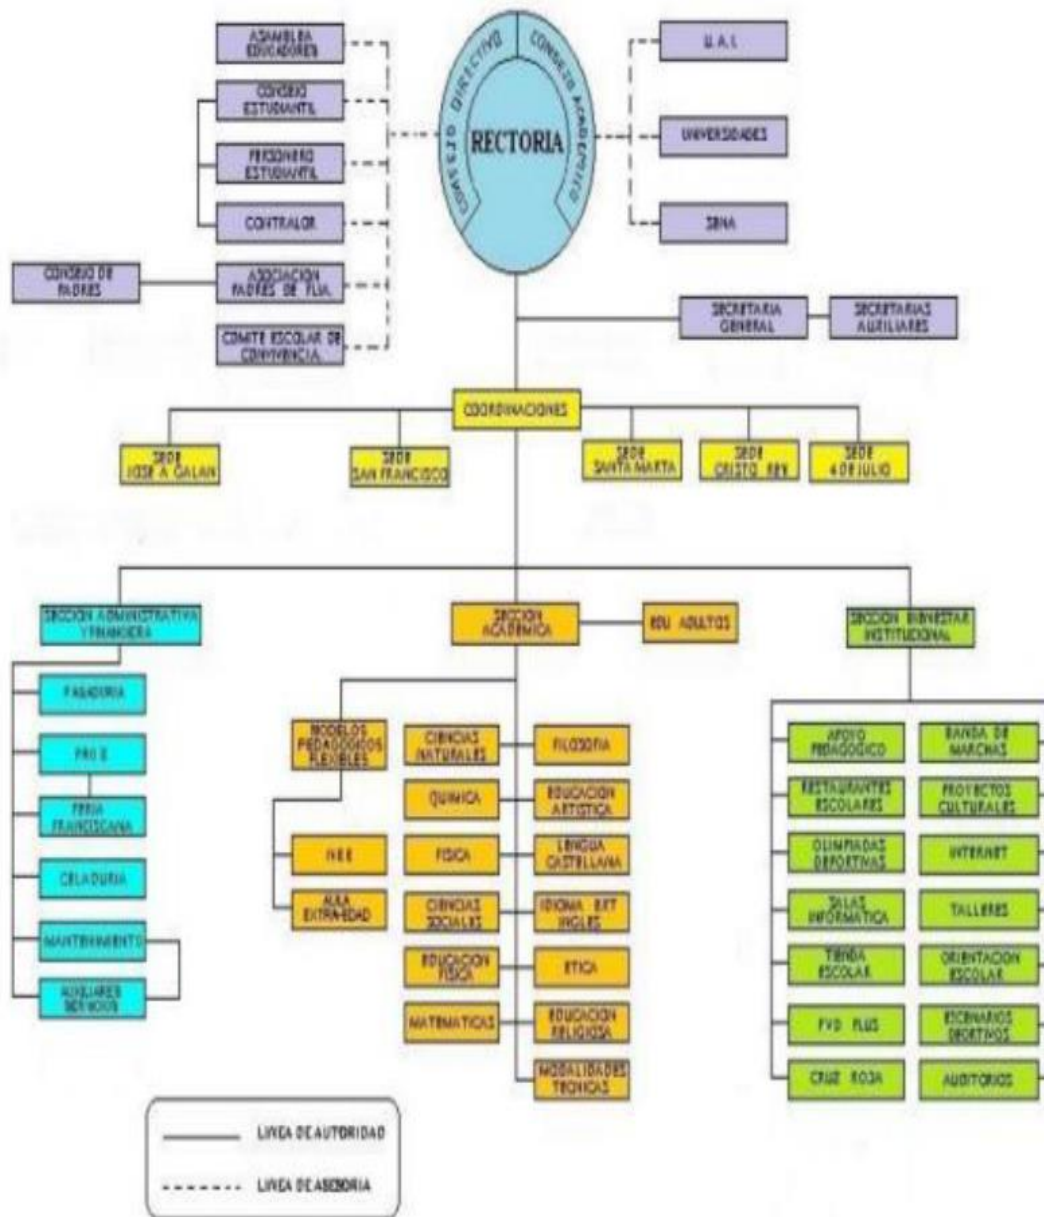 ASAMBLEA
EDUCADORES
CONSEJO
ESTUDIANTIL
PERSONERO
ESTUDIANTIL
CONTRALOR
CONSEJO DE
PADRES
ASOCIACION
PADRES DE FLIA.
COMITE ESCOLAR DE
CONVIVENCIA
CONSEJO DIRECTIVO
CONSEJO ACADEMICO
RECTORIA
U.A.I.
UNIVERSIDADES
SENA
SECRETARIA
GENERAL
SECRETARIAS
AUXILIARES
COORDINACIONES
SEDE
JOSE A GALAN
SEDE
SAN FRANCISCO
SEDE
SANTA MARTA
SEDE
CRISTO REY
SEDE
4 DE JULIO
SECCION ADMINISTRATIVA
Y FINANCIERA
PAGADURIA
FERIA
FRANCISCANA
CELADURIA
MANTENIMIENTO
AUXILIARES
SERVICIOS
SECCION
ACADEMICA
EDU ADULTOS
MODELOS
PEDAGOGICOS
FLEXIBLES
NEE
AULA
EXTRA-EDAD
CIENCIAS
NATURALES
FILOSOFIA
QUIMICA
EDUCACION
ARTISTICA
FISICA
LENGUA
CASTELLANA
CIENCIAS
SOCIALES
IDIOMA EXT
INGLES
EDUCACION
FISICA
ETICA
MATEMATICAS
EDUCACION
RELIGIOSA
MODALIDADES
TECNICAS
SECCION BIENESTAR
INSTITUCIONAL
APOYO
PEDAGOGICO
BANDA DE
MARCHAS
RESTAURANTES
ESCOLARES
PROYECTOS
CULTURALES
OLIMPIADAS
DEPORTIVAS
INTERNET
SALAS
INFORMATICA
TALLERES
TIENDA
ESCOLAR
ORIENTACION
ESCOLAR
PVD PLUS
ESCENARIOS
DEORTIVOS
CRUZ ROJA
AUDITORIOS
LINEA DE AUTORIDAD
LINEA DE ASESORIA